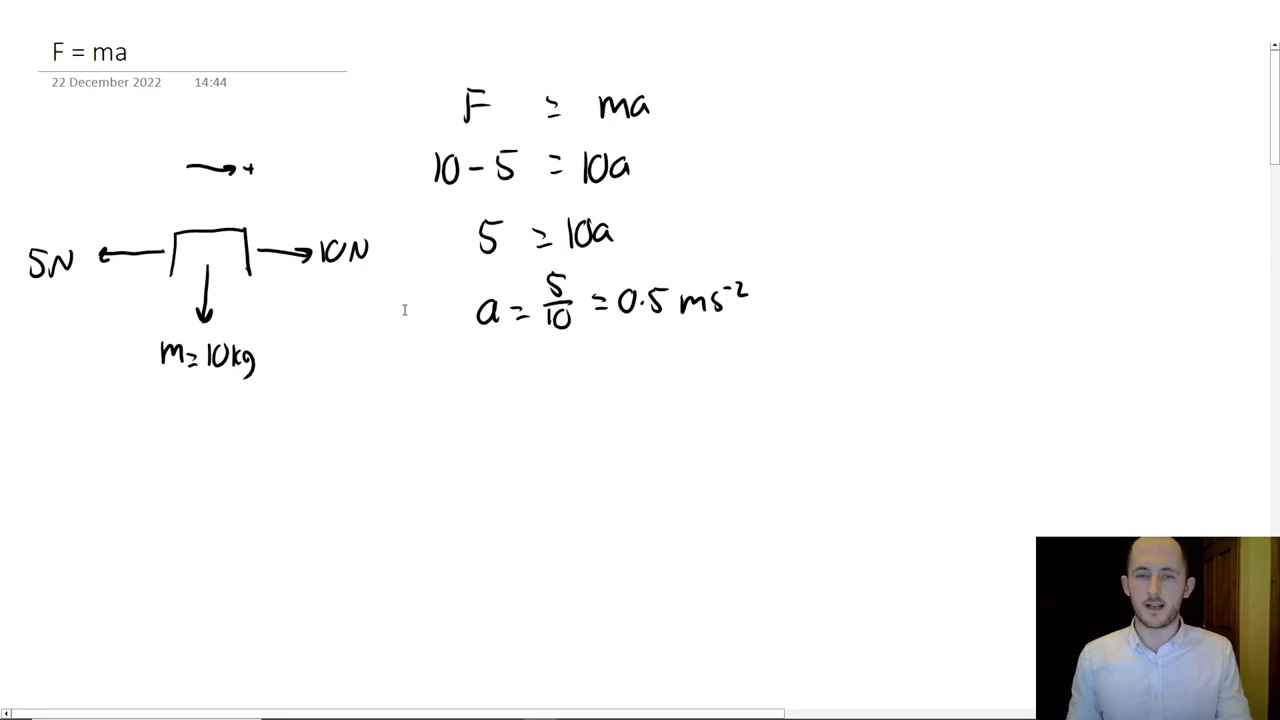 F = ma
22 December 2022 14:44
F = ma
10 - 5 = 10a
5 = 10a
a = 5/10 = 0.5 ms⁻²
→ +
5N ← → 10N
m = 10kg